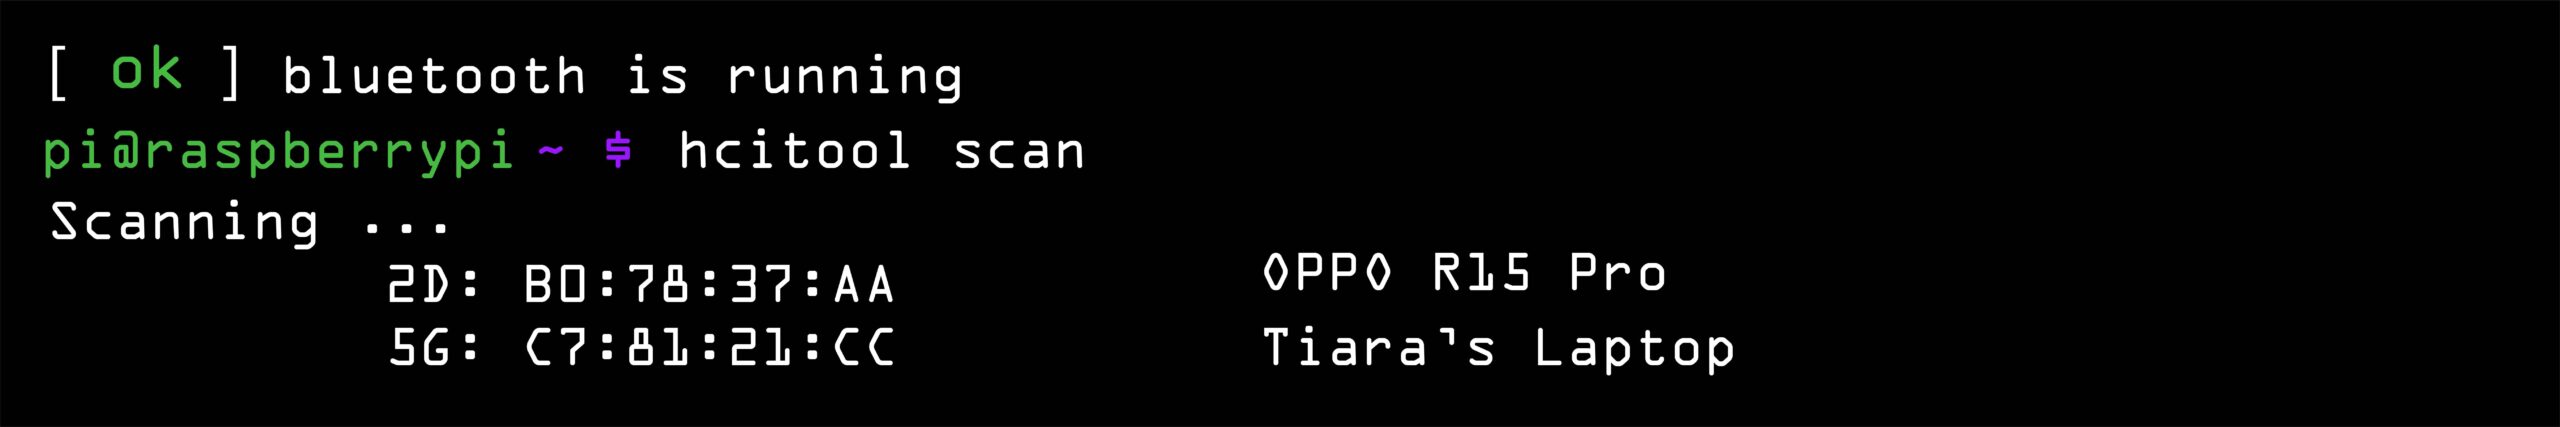 [ ok ] bluetooth is running
pi@raspberrypi ~ $ hcitool scan
Scanning ...
2D: B0:78:37:AA OPPO R15 Pro
5G: C7:81:21:CC Tiara's Laptop